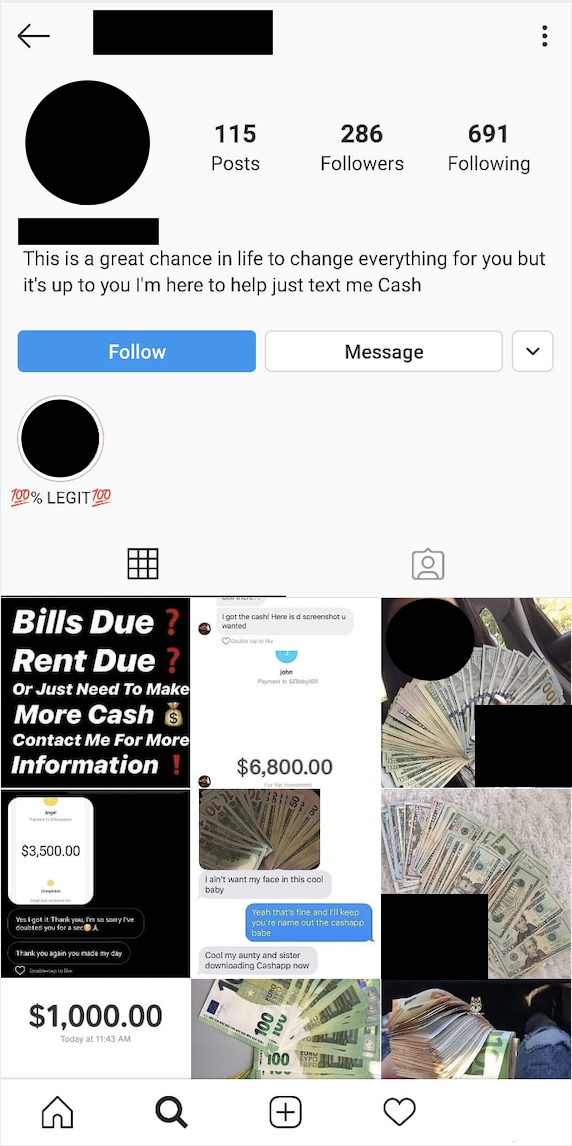 115
286
691
Posts
Followers
Following
This is a great chance in life to change everything for you but
it's up to you I'm here to help just text me Cash
Follow
Message
💯% LEGIT💯
Bills Due❓
Rent Due❓
Or Just Need To Make
More Cash💰
Contact Me For More
Information❗
I got the cash! Here is d screenshot u
wanted
Double tap to like
john
Payment to $ZBaby305
$6,800.00
For flip investment
Angel
$3,500.00
Completed
Yes I got it Thank you, I'm so sorry I've
doubted you for a sec
Thank you again you made my day
Double-tap to like
I ain't want my face in this cool
baby
Yeah that's fine and I'll keep
you're name out the cashapp
babe
Cool my aunty and sister
downloading Cashapp now
$1,000.00
Today at 11:43 AM
100
100
100
EURO